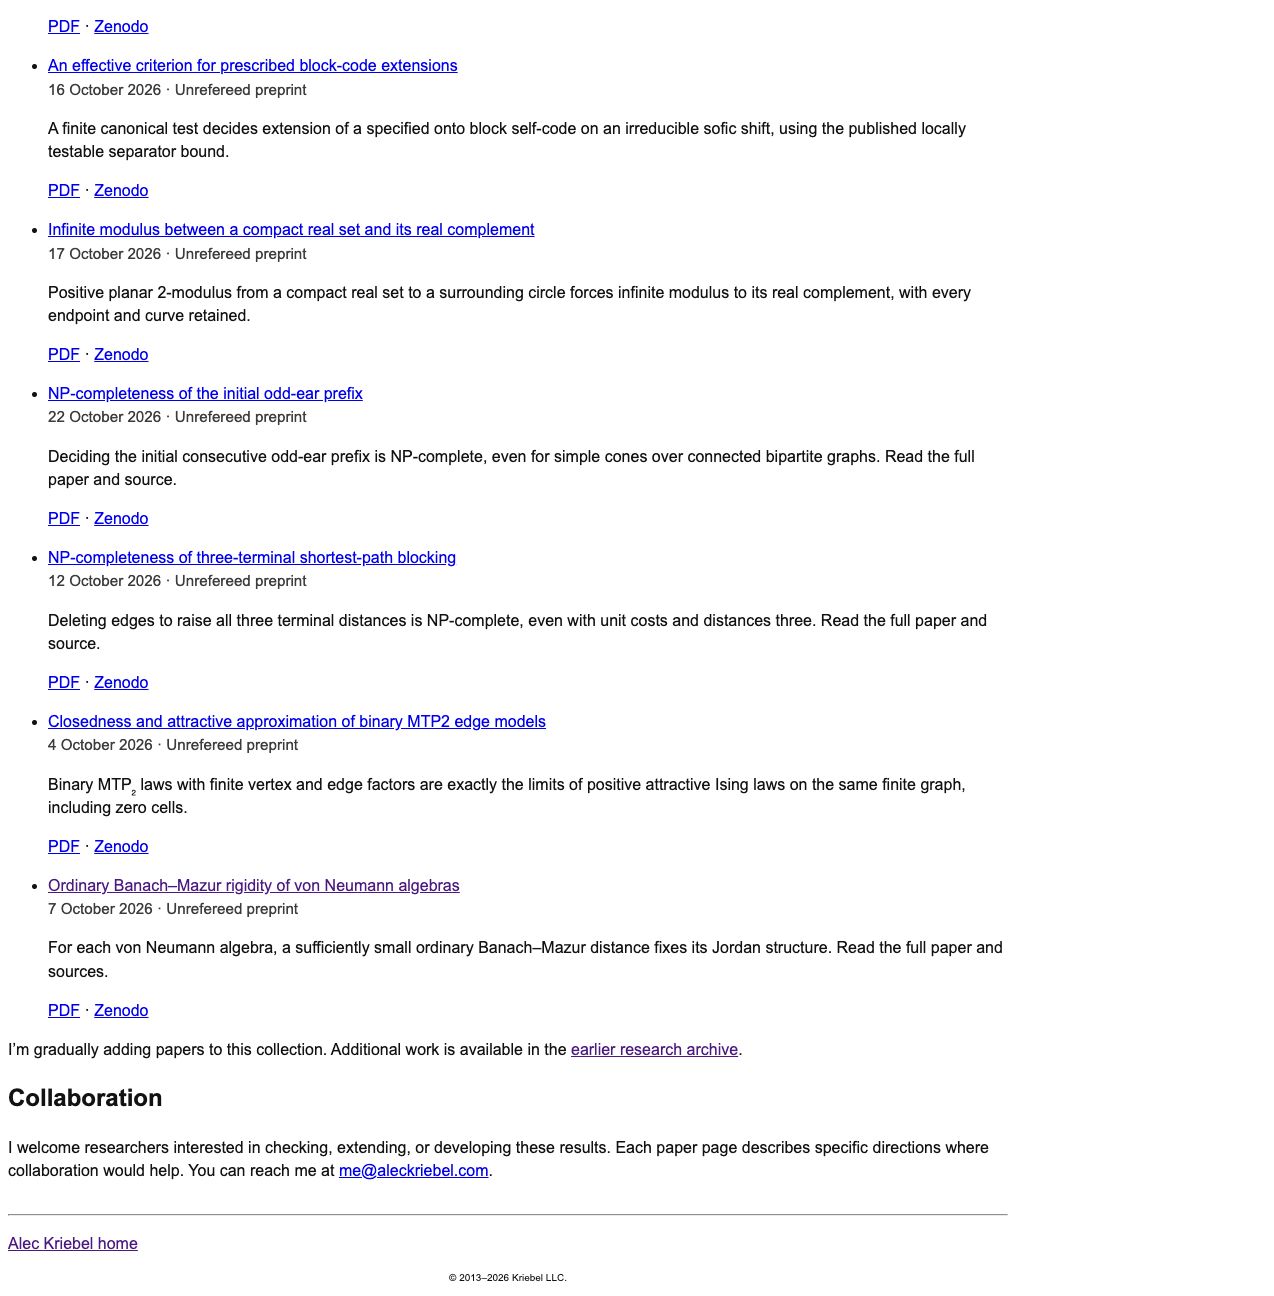 PDF · Zenodo
An effective criterion for prescribed block-code extensions
16 October 2026 · Unrefereed preprint
A finite canonical test decides extension of a specified onto block self-code on an irreducible sofic shift, using the published locally
testable separator bound.
PDF · Zenodo
Infinite modulus between a compact real set and its real complement
17 October 2026 · Unrefereed preprint
Positive planar 2-modulus from a compact real set to a surrounding circle forces infinite modulus to its real complement, with every
endpoint and curve retained.
PDF · Zenodo
NP-completeness of the initial odd-ear prefix
22 October 2026 · Unrefereed preprint
Deciding the initial consecutive odd-ear prefix is NP-complete, even for simple cones over connected bipartite graphs. Read the full
paper and source.
PDF · Zenodo
NP-completeness of three-terminal shortest-path blocking
12 October 2026 · Unrefereed preprint
Deleting edges to raise all three terminal distances is NP-complete, even with unit costs and distances three. Read the full paper and
source.
PDF · Zenodo
Closedness and attractive approximation of binary MTP2 edge models
4 October 2026 · Unrefereed preprint
Binary MTP₂ laws with finite vertex and edge factors are exactly the limits of positive attractive Ising laws on the same finite graph,
including zero cells.
PDF · Zenodo
Ordinary Banach–Mazur rigidity of von Neumann algebras
7 October 2026 · Unrefereed preprint
For each von Neumann algebra, a sufficiently small ordinary Banach–Mazur distance fixes its Jordan structure. Read the full paper and
sources.
PDF · Zenodo
I’m gradually adding papers to this collection. Additional work is available in the earlier research archive.
Collaboration
I welcome researchers interested in checking, extending, or developing these results. Each paper page describes specific directions where
collaboration would help. You can reach me at me@aleckriebel.com.
Alec Kriebel home
© 2013–2026 Kriebel LLC.